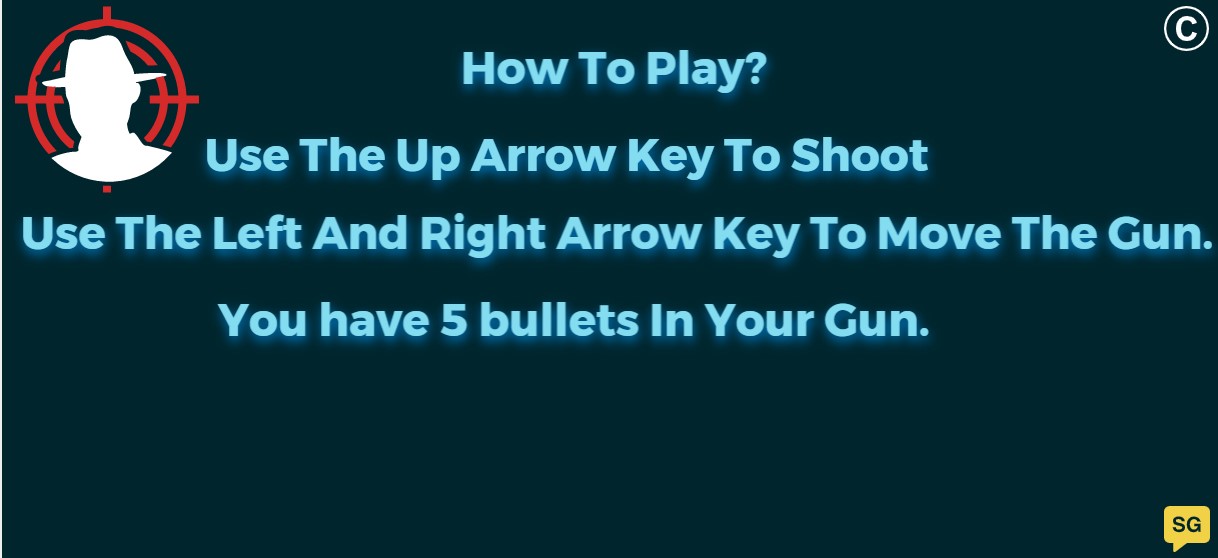 ©
How To Play?
Use The Up Arrow Key To Shoot
Use The Left And Right Arrow Key To Move The Gun.
You have 5 bullets In Your Gun.
SG